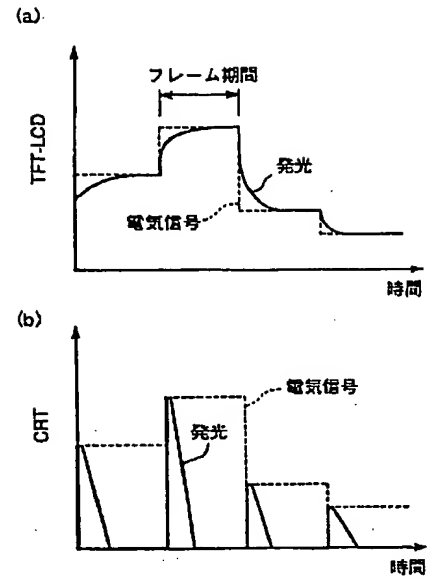 (a)
フレーム期間
TFT-LCD
発光
電気信号
時間
(b)
電気信号
CRT
発光
時間